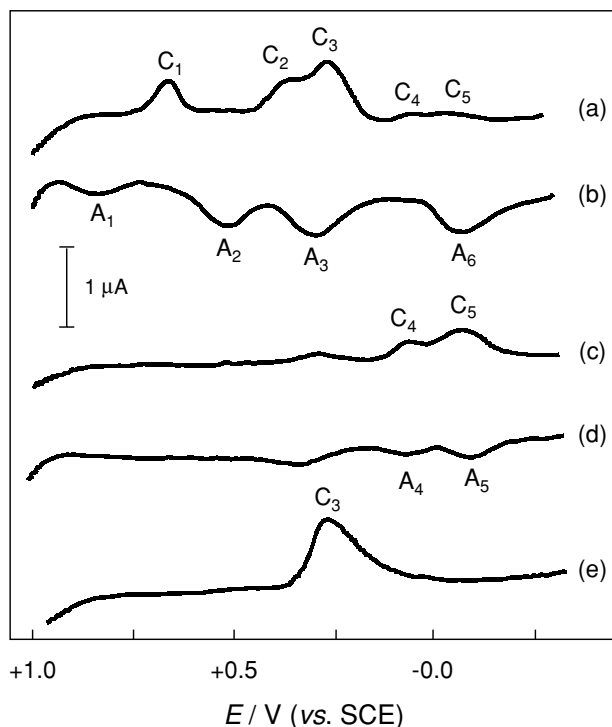 C₁ C₂ C₃ C₄ C₅ (a)
(b)
A₁ A₂ A₃ A₆
1 μA
C₄ C₅ (c)
(d)
A₄ A₅
C₃
(e)
+1.0 +0.5 -0.0
E / V (vs. SCE)